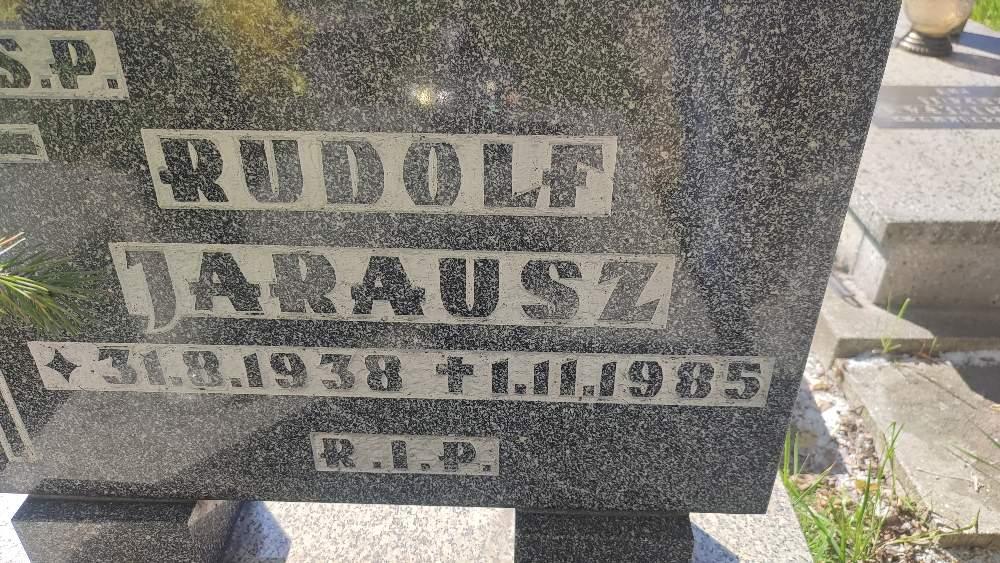 S.P.
RUDOLF
JARAUSZ
✦ 31.8.1938 ✝ 1.11.1985
R.I.P.